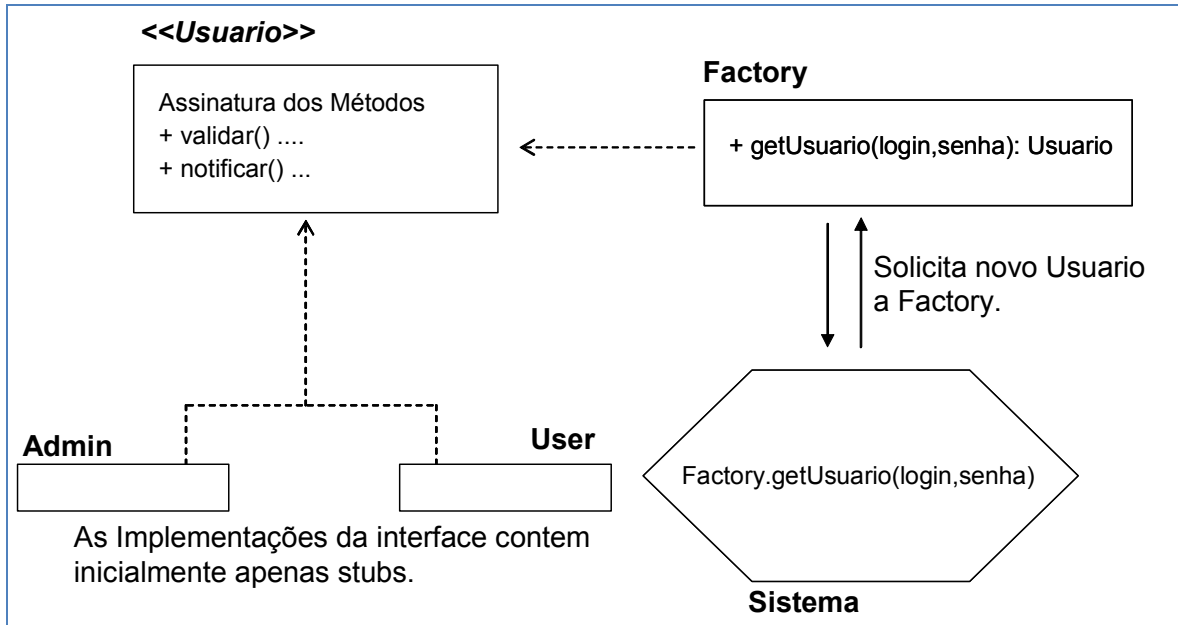 <<Usuario>>
Assinatura dos Métodos
+ validar() ....
+ notificar() ...
Factory
+ getUsuario(login,senha): Usuario
Solicita novo Usuario
a Factory.
Admin
User
As Implementações da interface contem
inicialmente apenas stubs.
Factory.getUsuario(login,senha)
Sistema